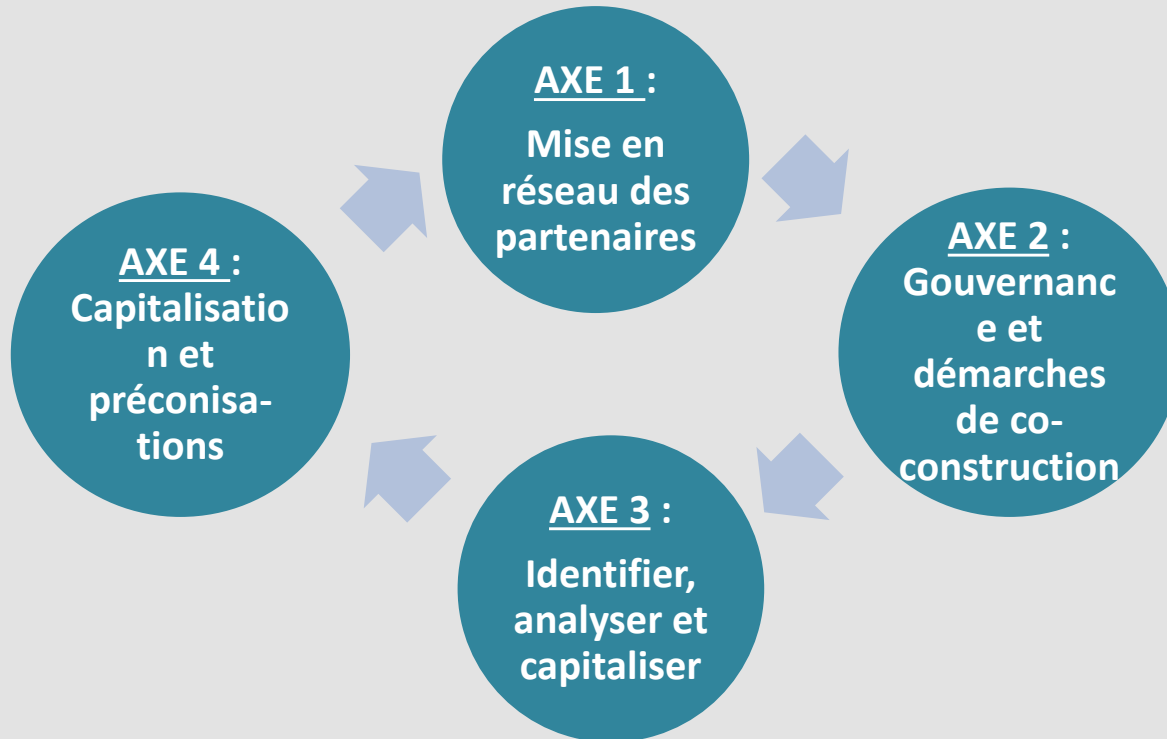 AXE 1 :
Mise en
réseau des
partenaires
AXE 2 :
Gouvernanc
e et
démarches
de co-
construction
AXE 3 :
Identifier,
analyser et
capitaliser
AXE 4 :
Capitalisatio
n et
préconisa-
tions